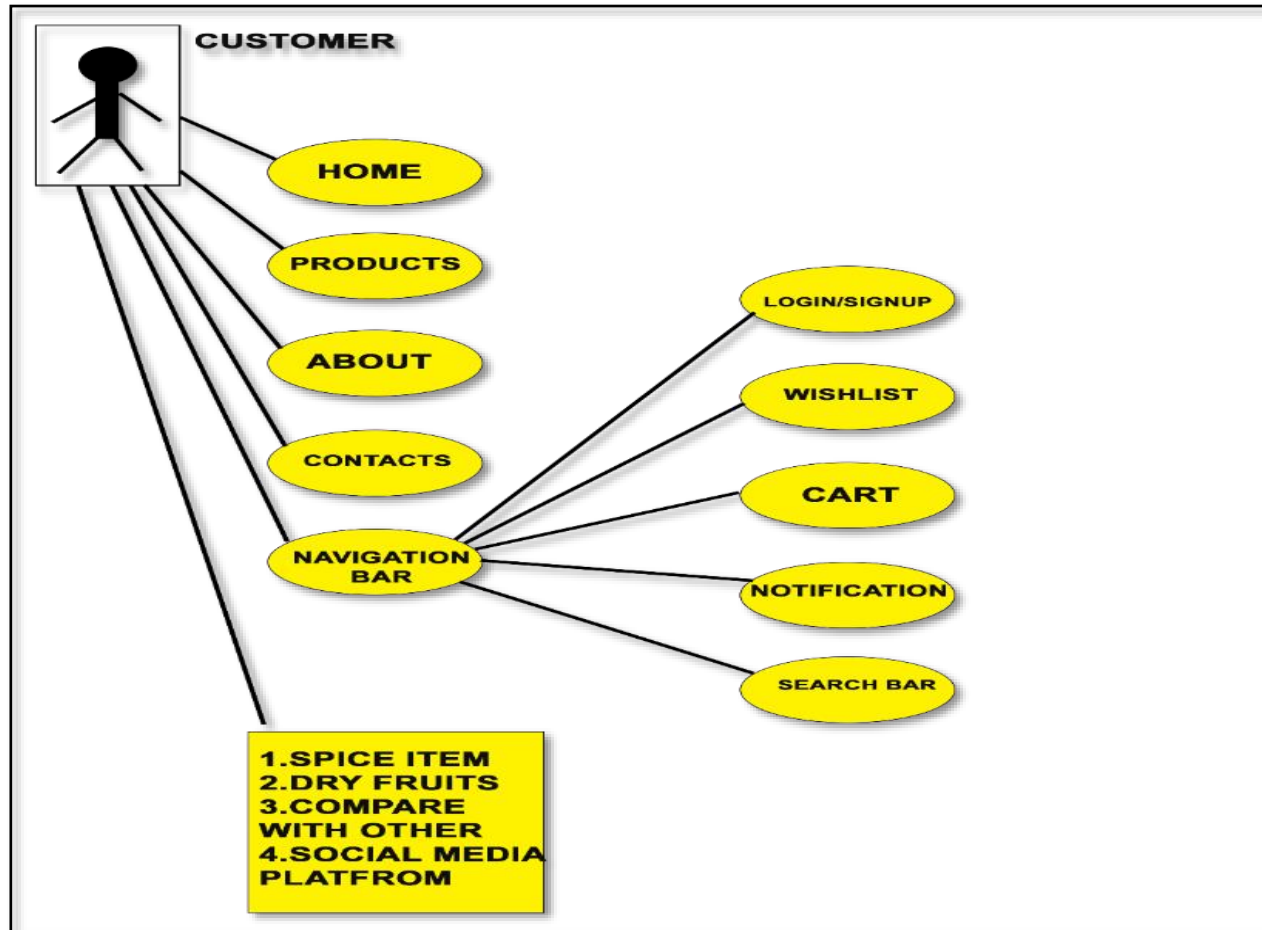 CUSTOMER
HOME
PRODUCTS
ABOUT
CONTACTS
NAVIGATION
BAR
LOGIN/SIGNUP
WISHLIST
CART
NOTIFICATION
SEARCH BAR
1.SPICE ITEM
2.DRY FRUITS
3.COMPARE
WITH OTHER
4.SOCIAL MEDIA
PLATFROM